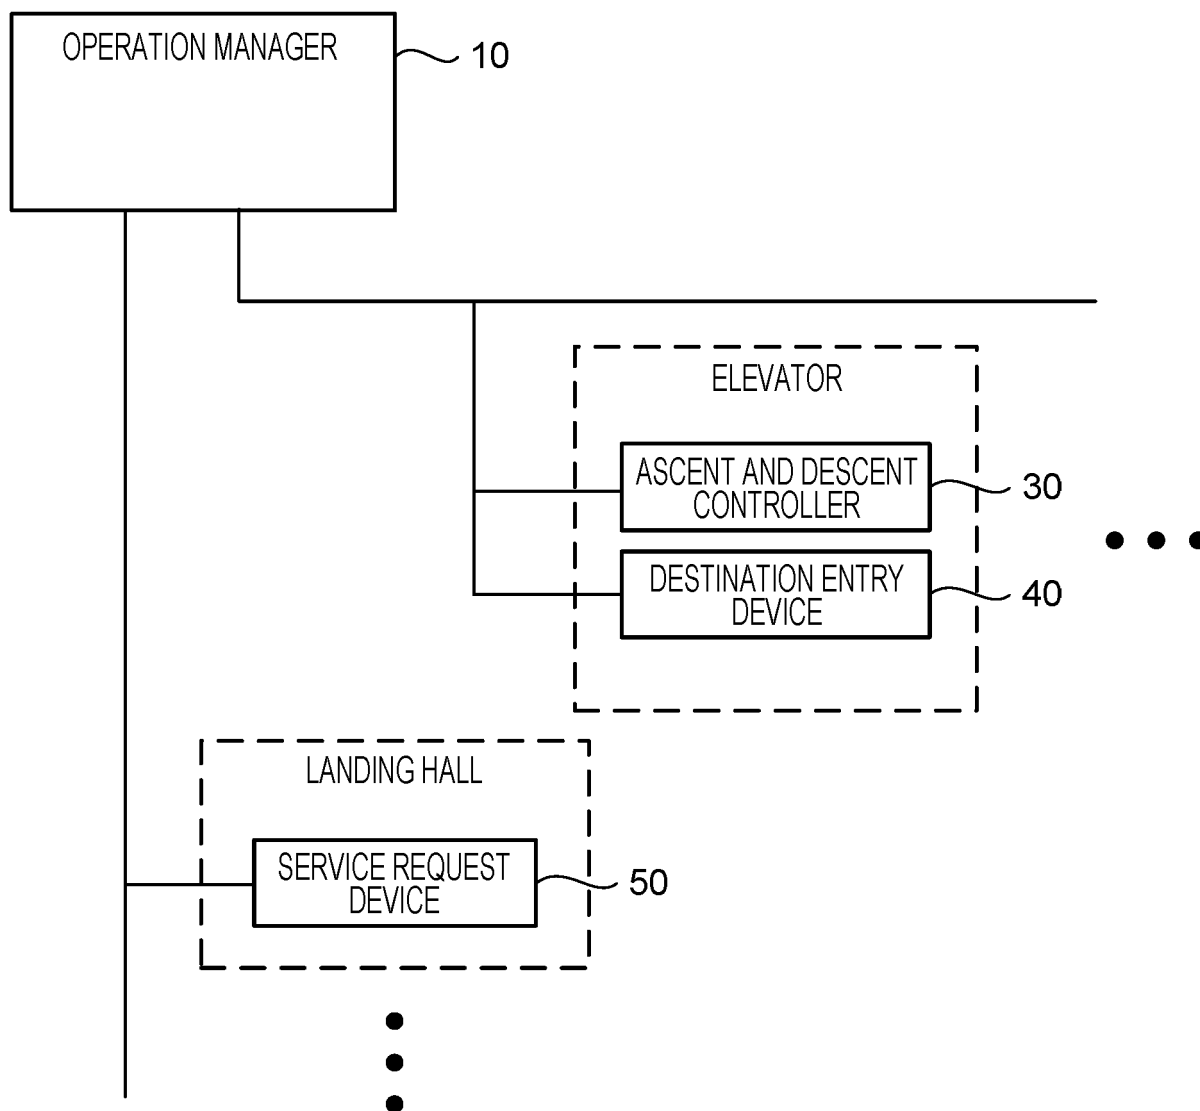 OPERATION MANAGER
10
ELEVATOR
ASCENT AND DESCENT
CONTROLLER
30
DESTINATION ENTRY
DEVICE
40
LANDING HALL
SERVICE REQUEST
DEVICE
50